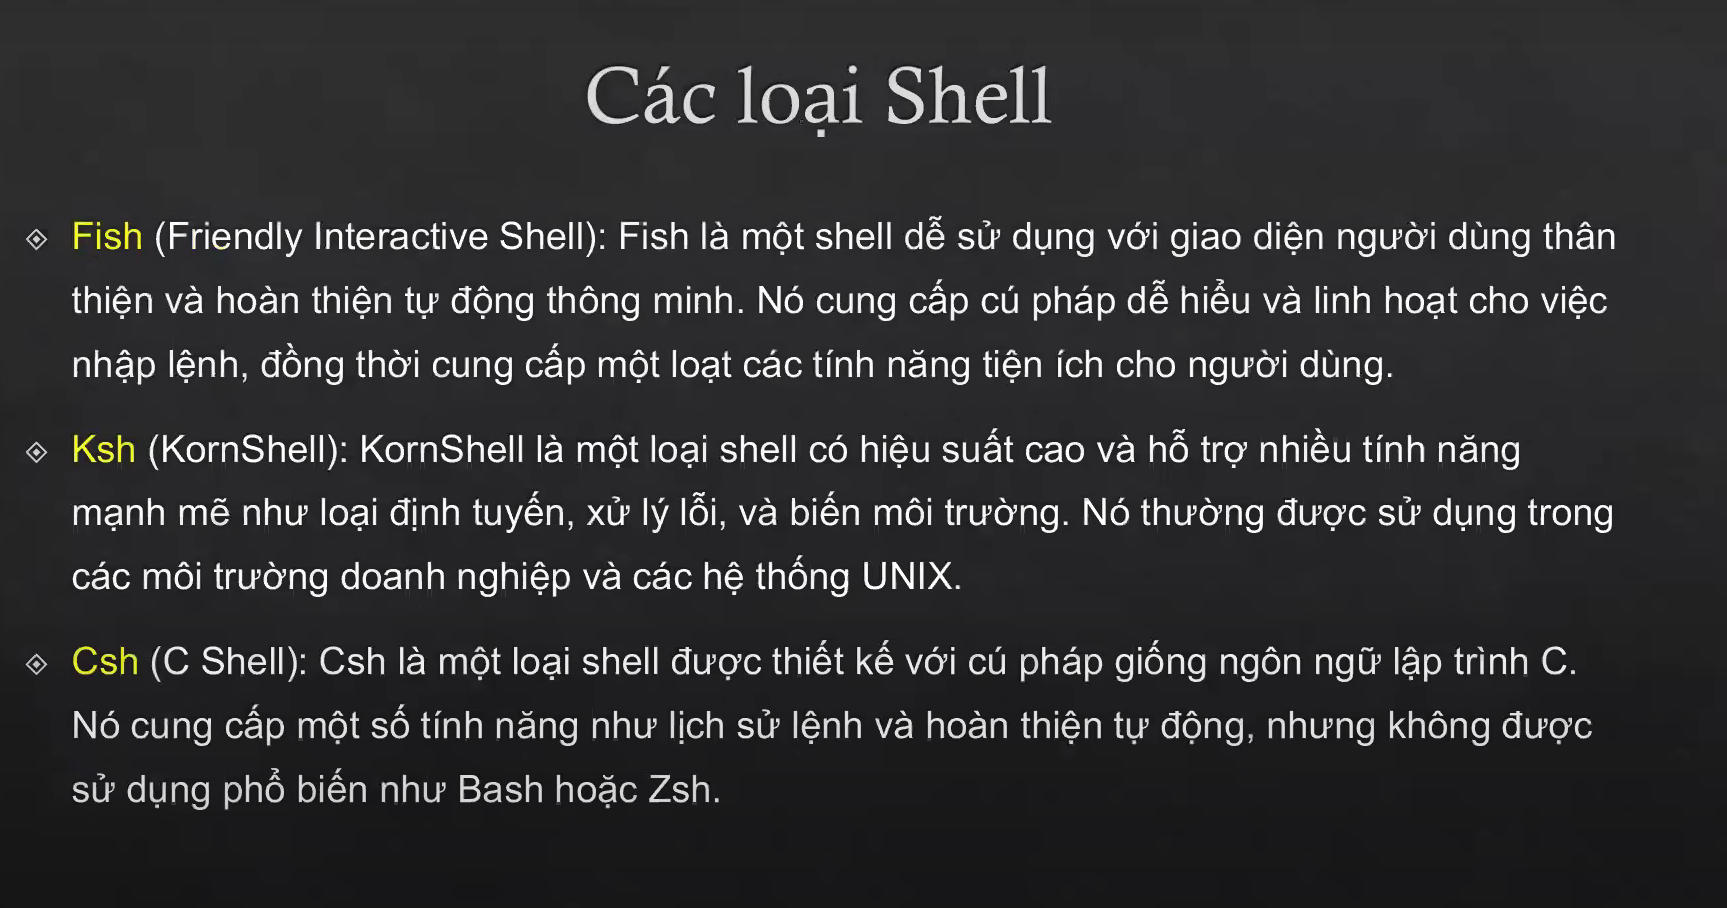 Các loại Shell
Fish (Friendly Interactive Shell): Fish là một shell dễ sử dụng với giao diện người dùng thân
thiện và hoàn thiện tự động thông minh. Nó cung cấp cú pháp dễ hiểu và linh hoạt cho việc
nhập lệnh, đồng thời cung cấp một loạt các tính năng tiện ích cho người dùng.
Ksh (KornShell): KornShell là một loại shell có hiệu suất cao và hỗ trợ nhiều tính năng
mạnh mẽ như loại định tuyến, xử lý lỗi, và biến môi trường. Nó thường được sử dụng trong
các môi trường doanh nghiệp và các hệ thống UNIX.
Csh (C Shell): Csh là một loại shell được thiết kế với cú pháp giống ngôn ngữ lập trình C.
Nó cung cấp một số tính năng như lịch sử lệnh và hoàn thiện tự động, nhưng không được
sử dụng phổ biến như Bash hoặc Zsh.